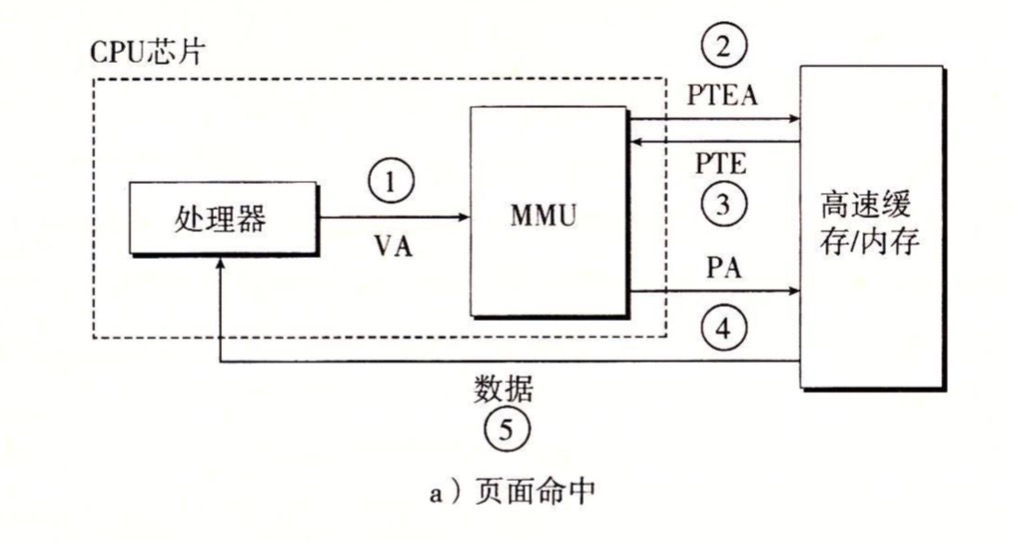 CPU芯片
②
PTEA
PTE
③
①
VA
处理器
MMU
高速缓
存/内存
PA
④
数据
⑤
a）页面命中